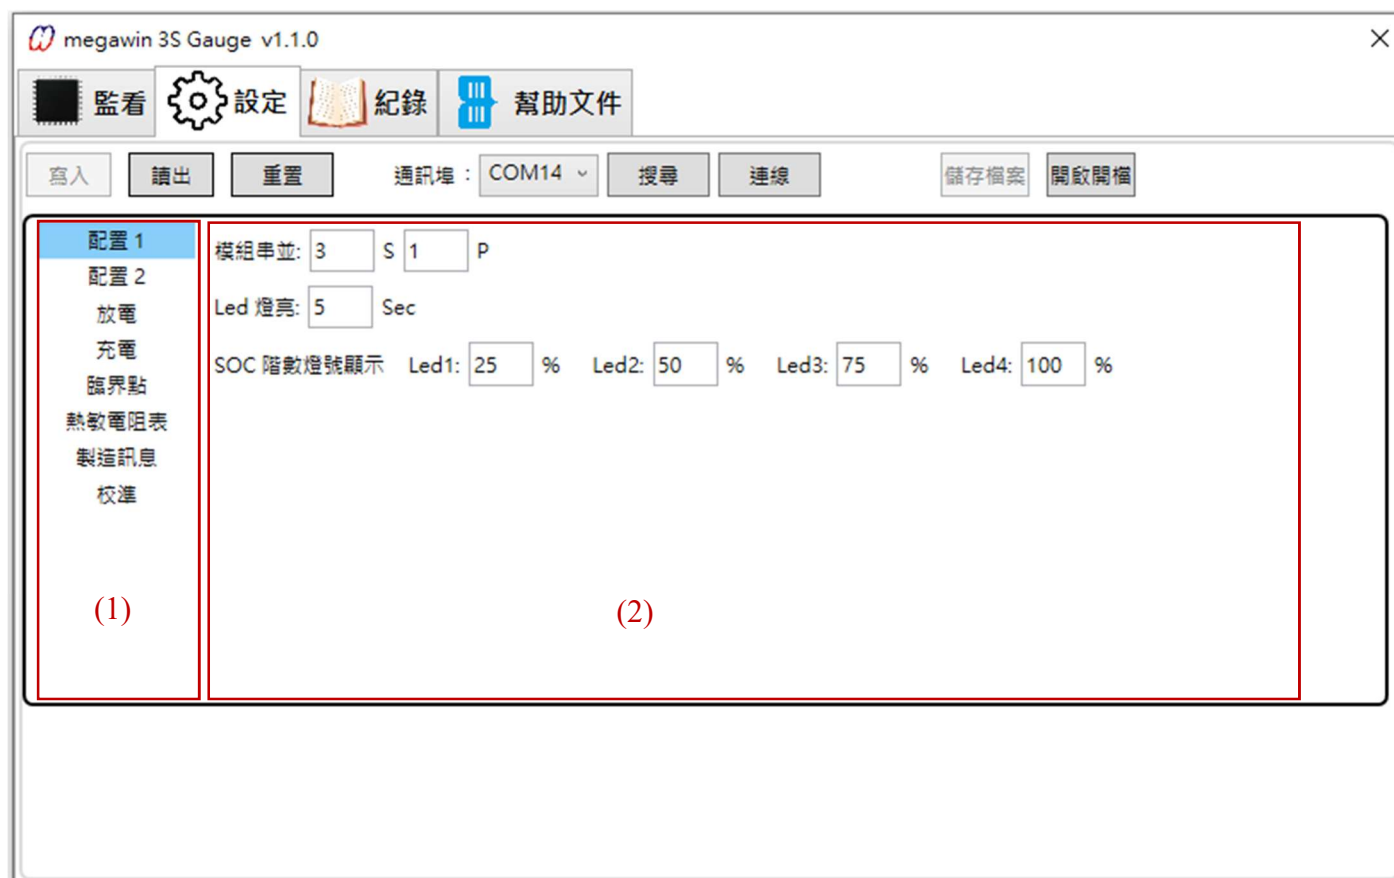 megawin 3S Gauge v1.1.0
監看 設定 紀錄 幫助文件
寫入 讀出 重置 通訊埠： COM14 搜尋 連線 儲存檔案 開啟開檔
配置 1
配置 2
放電
充電
臨界點
熱敏電阻表
製造訊息
校準
(1)
模組串並: 3 S 1 P
Led 燈亮: 5 Sec
SOC 階數燈號顯示 Led1: 25 % Led2: 50 % Led3: 75 % Led4: 100 %
(2)